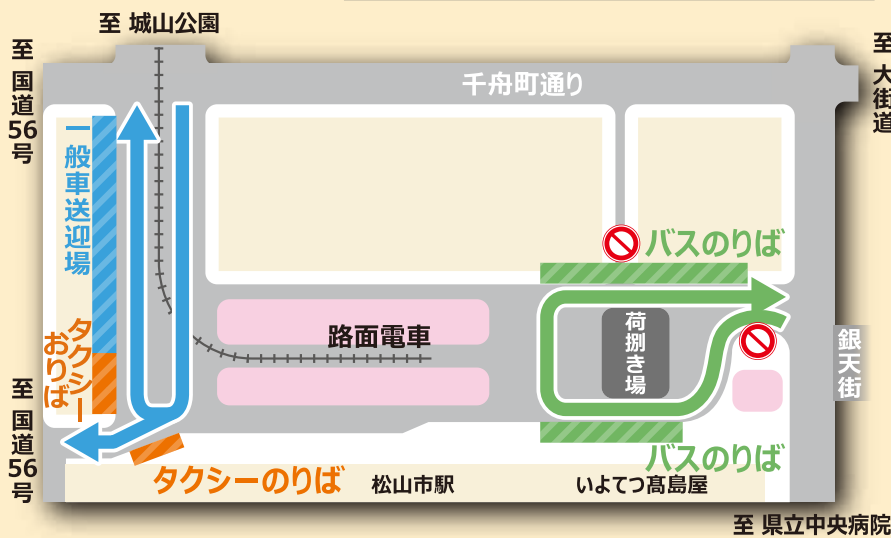 至 城山公園
至 国道56号
千舟町通り
至 大街道
一般車送迎場
バスのりば
路面電車
荷捌き場
タクシー
おりば
銀天街
至 国道56号
タクシーのりば
松山市駅
いよてつ髙島屋
バスのりば
至 県立中央病院